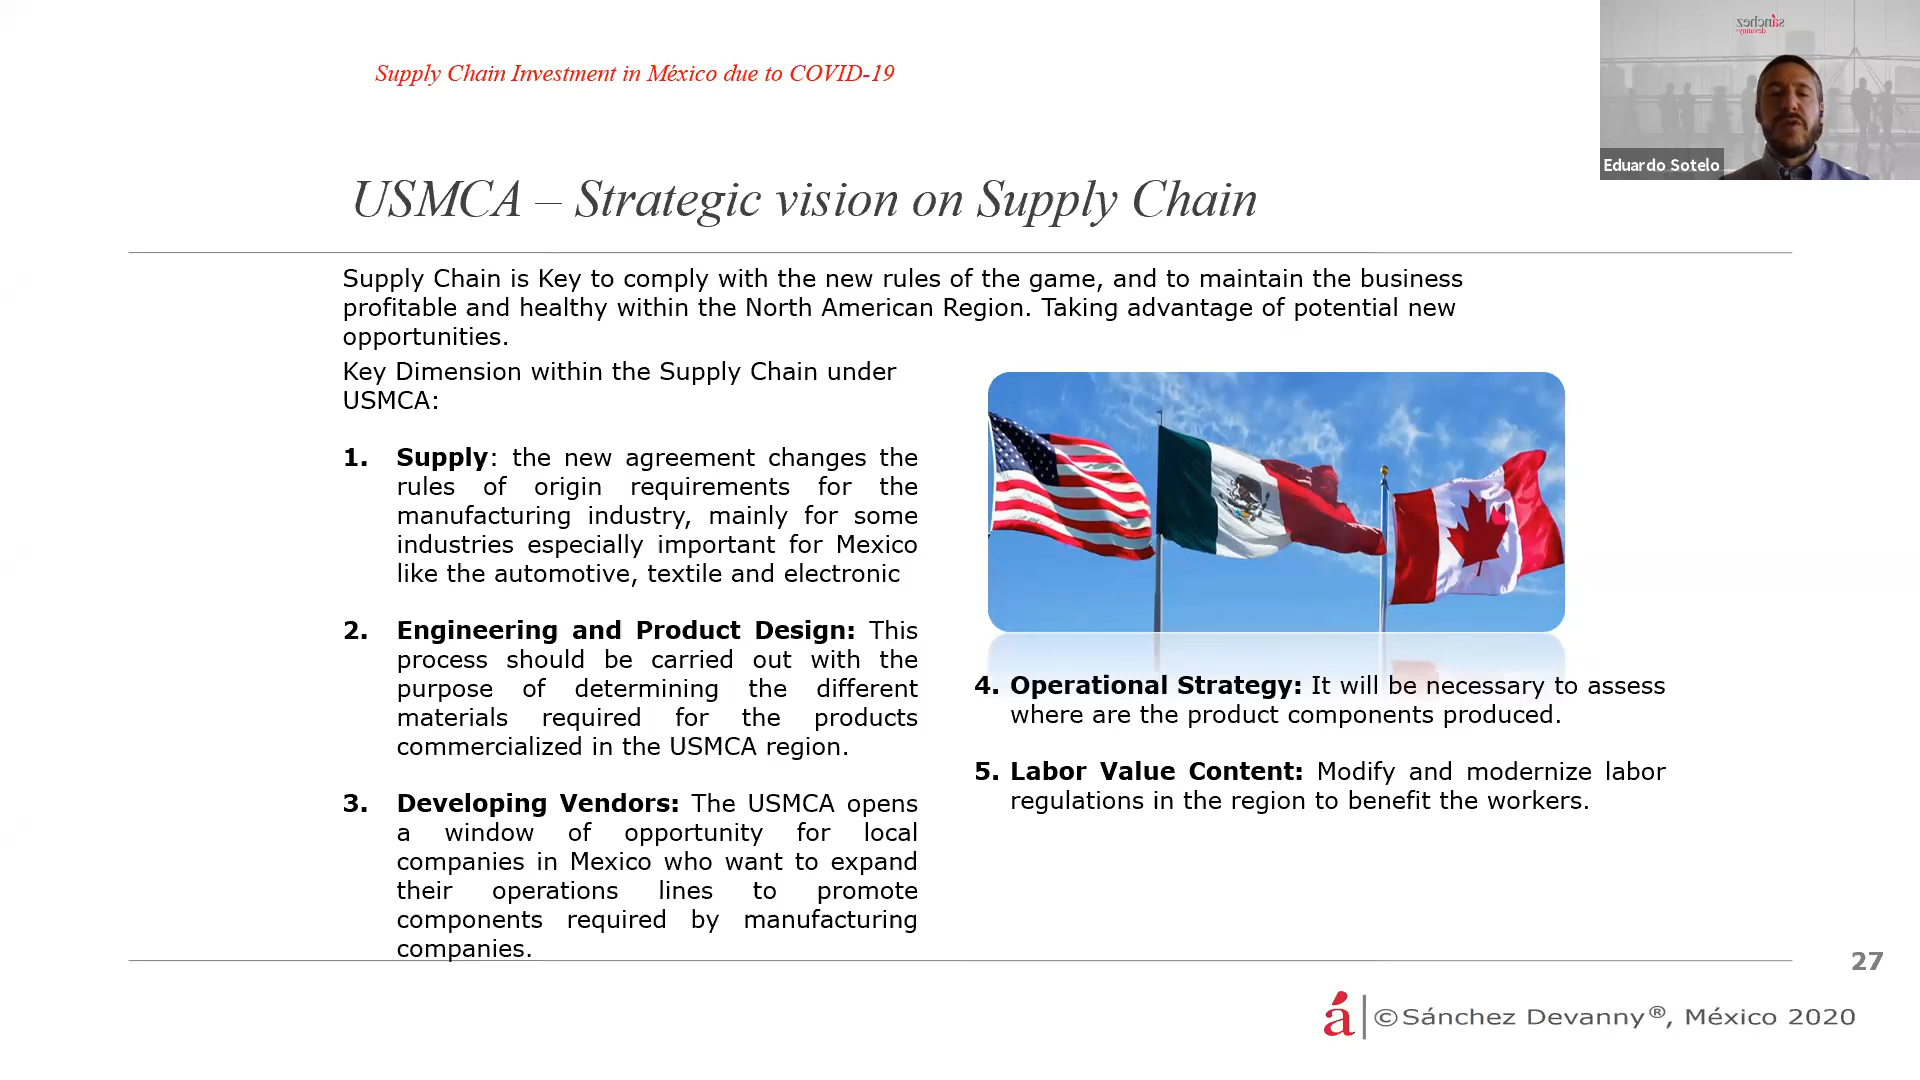 sánchez
devanny
Eduardo Sotelo
Supply Chain Investment in México due to COVID-19
USMCA – Strategic vision on Supply Chain
Supply Chain is Key to comply with the new rules of the game, and to maintain the business
profitable and healthy within the North American Region. Taking advantage of potential new
opportunities.
Key Dimension within the Supply Chain under
USMCA:
1. Supply: the new agreement changes the
rules of origin requirements for the
manufacturing industry, mainly for some
industries especially important for Mexico
like the automotive, textile and electronic
2. Engineering and Product Design: This
process should be carried out with the
purpose of determining the different
materials required for the products
commercialized in the USMCA region.
3. Developing Vendors: The USMCA opens
a window of opportunity for local
companies in Mexico who want to expand
their operations lines to promote
components required by manufacturing
companies.
4. Operational Strategy: It will be necessary to assess
where are the product components produced.
5. Labor Value Content: Modify and modernize labor
regulations in the region to benefit the workers.
27
á ©Sánchez Devanny®, México 2020